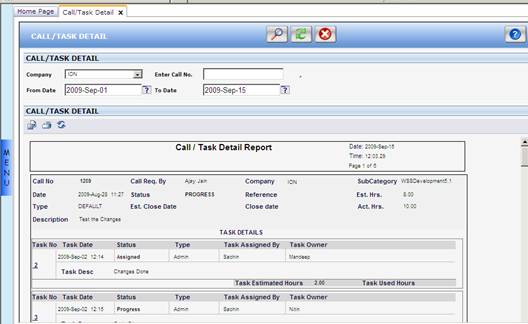 Home Page Call/Task Detail x
CALL/TASK DETAIL
?
CALL/TASK DETAIL
Company ION Enter Call No. ,
From Date 2009-Sep-01 ? To Date 2009-Sep-15 ?
CALL/TASK DETAIL
MENU
Call / Task Detail Report Date: 2009-Sep-15
Time: 12.03.29
Page 1 of 6
Call No 1209 Call Req. By Ajay Jain Company ION SubCategory WSSDevelopment5.1
Date 2009-Aug-28 11:27 Status PROGRESS Reference Est. Hrs. 8.00
Type DEFAULT Est. Close Date Close date Act. Hrs. 10.00
Description Test the Changes
TASK DETAILS
Task No Task Date Status Type Task Assigned By Task Owner
2 2009-Sep-02 12:14 Assigned Admin Sachin Mandeep
Task Desc Changes Done
Task Estimated Hours 2.00 Task Used Hours
Task No Task Date Status Type Task Assigned By Task Owner
3 2009-Sep-02 12:15 Progress Admin Sachin Nitin